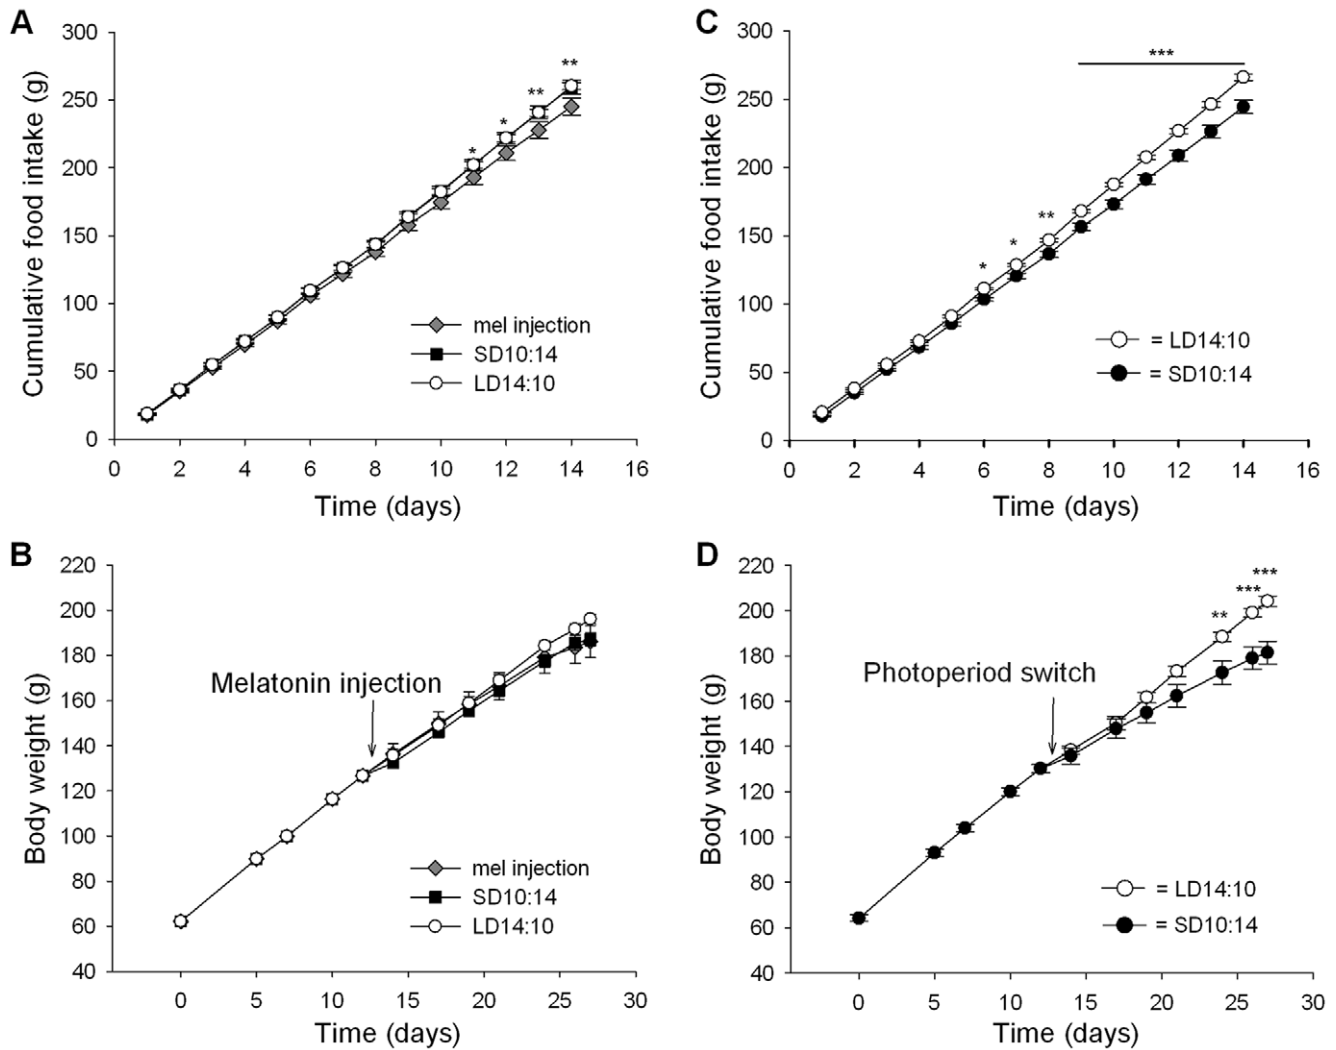 A
Cumulative food intake (g)
300
250
200
150
100
50
0
* * ** **
mel injection
SD10:14
LD14:10
0 2 4 6 8 10 12 14 16
Time (days)
C
Cumulative food intake (g)
300
250
200
150
100
50
0
* * ** ***
= LD14:10
= SD10:14
0 2 4 6 8 10 12 14 16
Time (days)
B
Body weight (g)
220
200
180
160
140
120
100
80
60
40
Melatonin injection
mel injection
SD10:14
LD14:10
0 5 10 15 20 25 30
Time (days)
D
Body weight (g)
220
200
180
160
140
120
100
80
60
40
** *** ***
Photoperiod switch
= LD14:10
= SD10:14
0 5 10 15 20 25 30
Time (days)